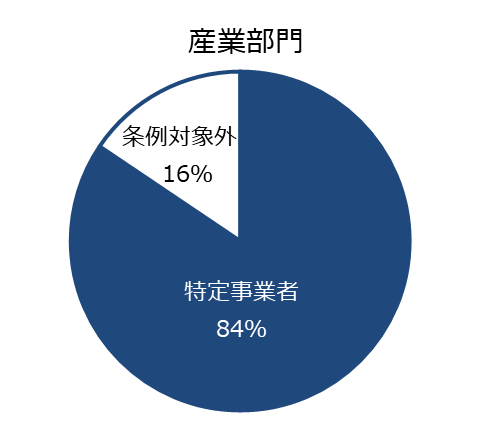 産業部門
条例対象外
16%
特定事業者
84%